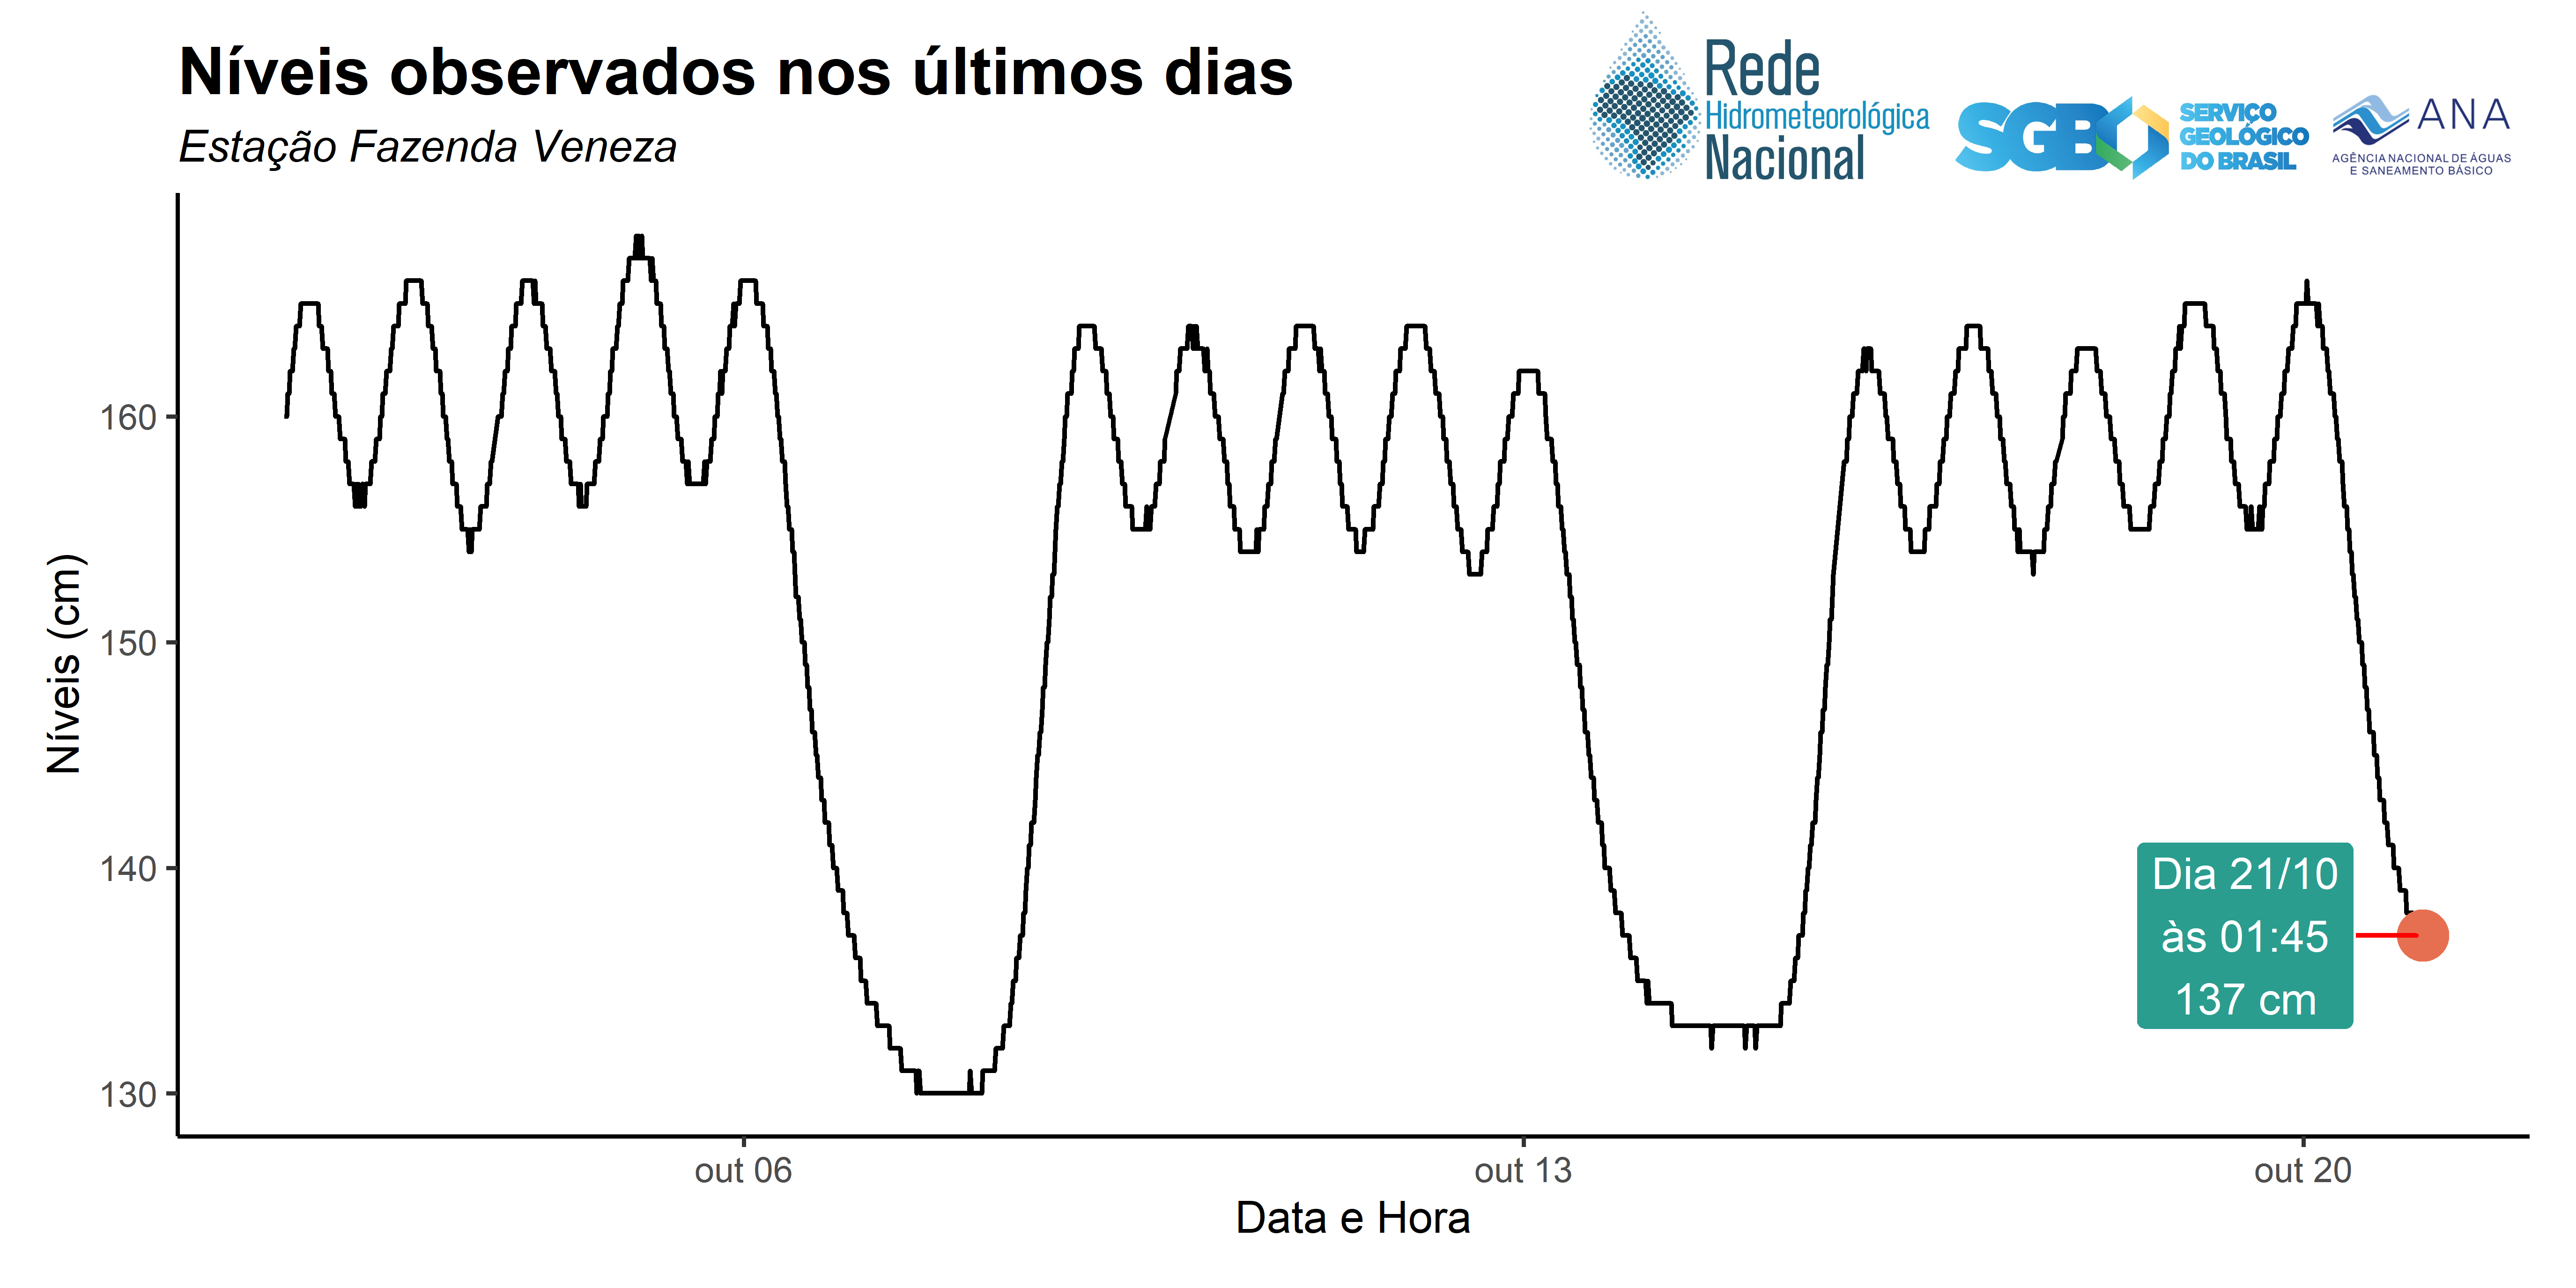 Níveis observados nos últimos dias
Estação Fazenda Veneza
Rede
Hidrometeorológica
Nacional
SGB
SERVIÇO
GEOLÓGICO
DO BRASIL
ANA
AGÊNCIA NACIONAL DE ÁGUAS
E SANEAMENTO BÁSICO
Níveis (cm)
160
150
140
130
Dia 21/10
às 01:45
137 cm
out 06
out 13
out 20
Data e Hora